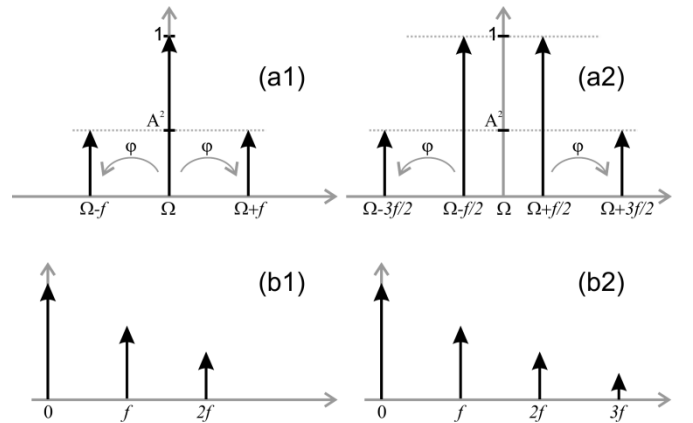 1
(a1)
A²
φ
φ
Ω-f
Ω
Ω+f
1
(a2)
A²
φ
φ
Ω-3f/2
Ω-f/2
Ω
Ω+f/2
Ω+3f/2
(b1)
0
f
2f
(b2)
0
f
2f
3f